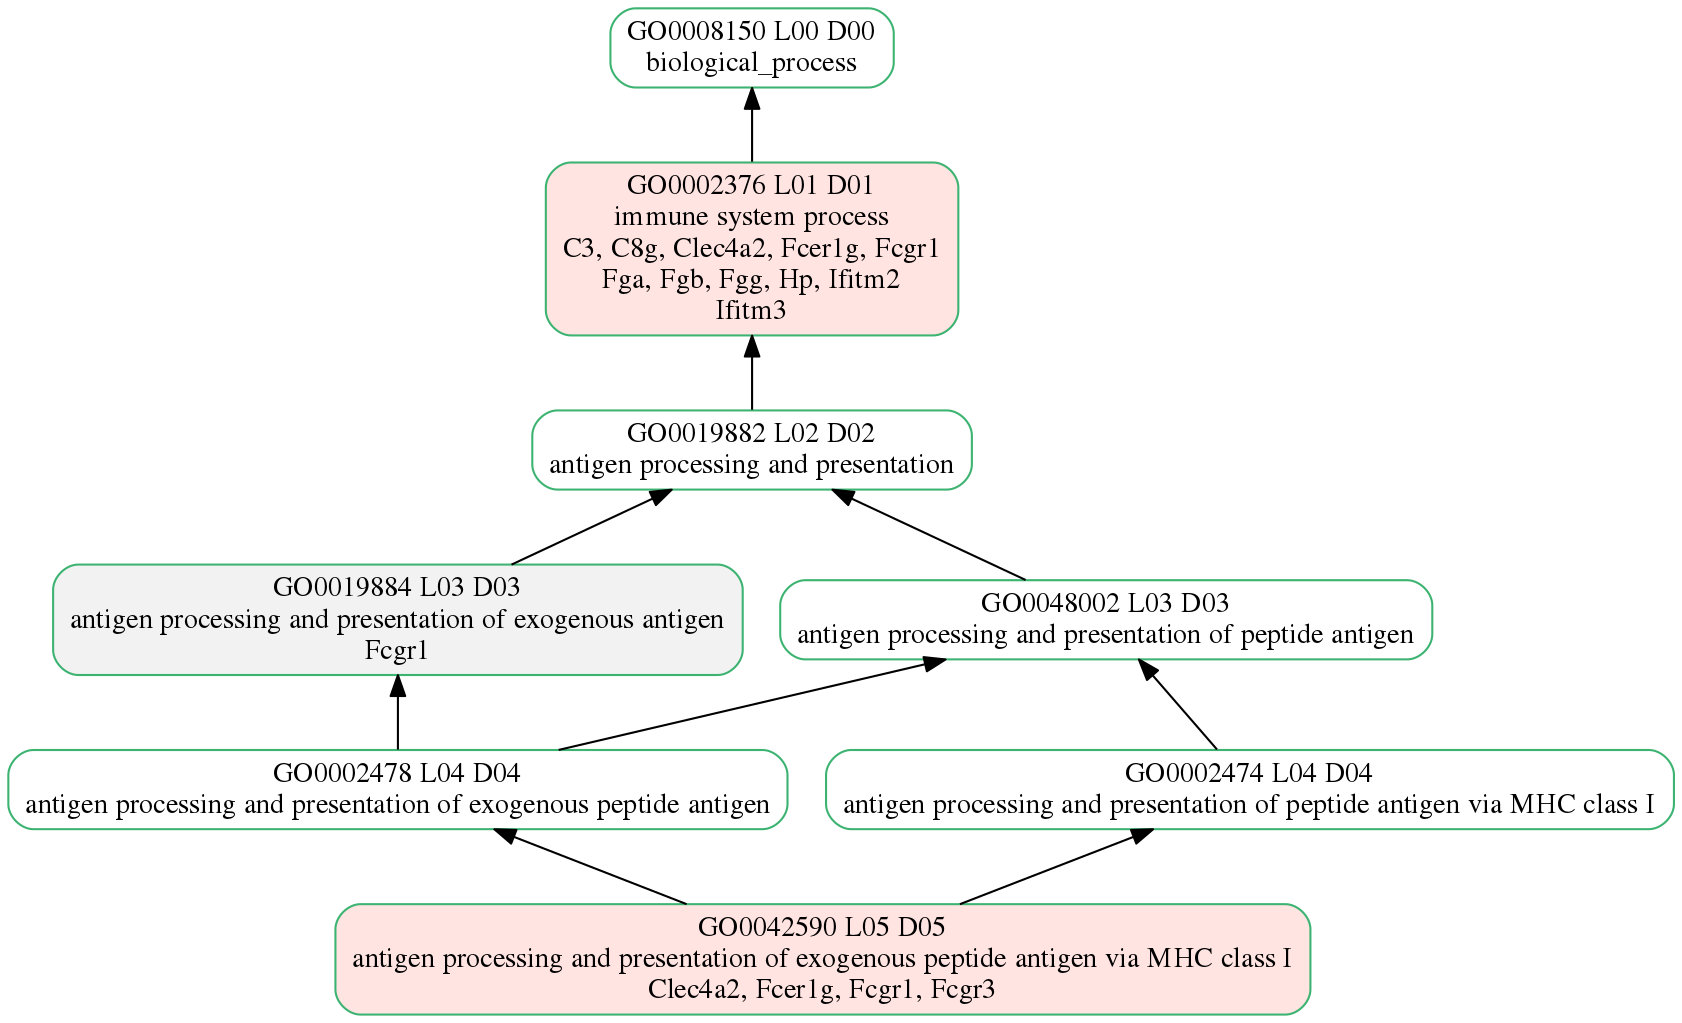 GO0008150 L00 D00
biological_process
GO0002376 L01 D01
immune system process
C3, C8g, Clec4a2, Fcer1g, Fcgr1
Fga, Fgb, Fgg, Hp, Ifitm2
Ifitm3
GO0019882 L02 D02
antigen processing and presentation
GO0019884 L03 D03
antigen processing and presentation of exogenous antigen
Fcgr1
GO0048002 L03 D03
antigen processing and presentation of peptide antigen
GO0002478 L04 D04
antigen processing and presentation of exogenous peptide antigen
GO0002474 L04 D04
antigen processing and presentation of peptide antigen via MHC class I
GO0042590 L05 D05
antigen processing and presentation of exogenous peptide antigen via MHC class I
Clec4a2, Fcer1g, Fcgr1, Fcgr3